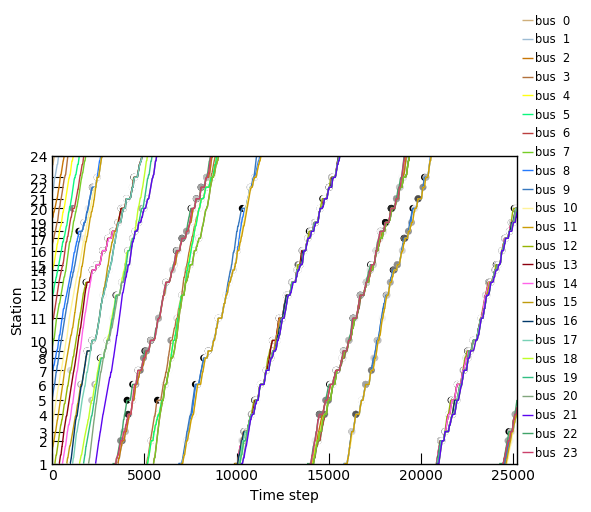 bus 0
bus 1
bus 2
bus 3
bus 4
bus 5
bus 6
bus 7
bus 8
bus 9
bus 10
bus 11
bus 12
bus 13
bus 14
bus 15
bus 16
bus 17
bus 18
bus 19
bus 20
bus 21
bus 22
bus 23
24
23
22
21
20
19
18
17
16
15
14
13
12
11
10
9
8
7
6
5
4
3
2
1
Station
0 5000 10000 15000 20000 25000
Time step